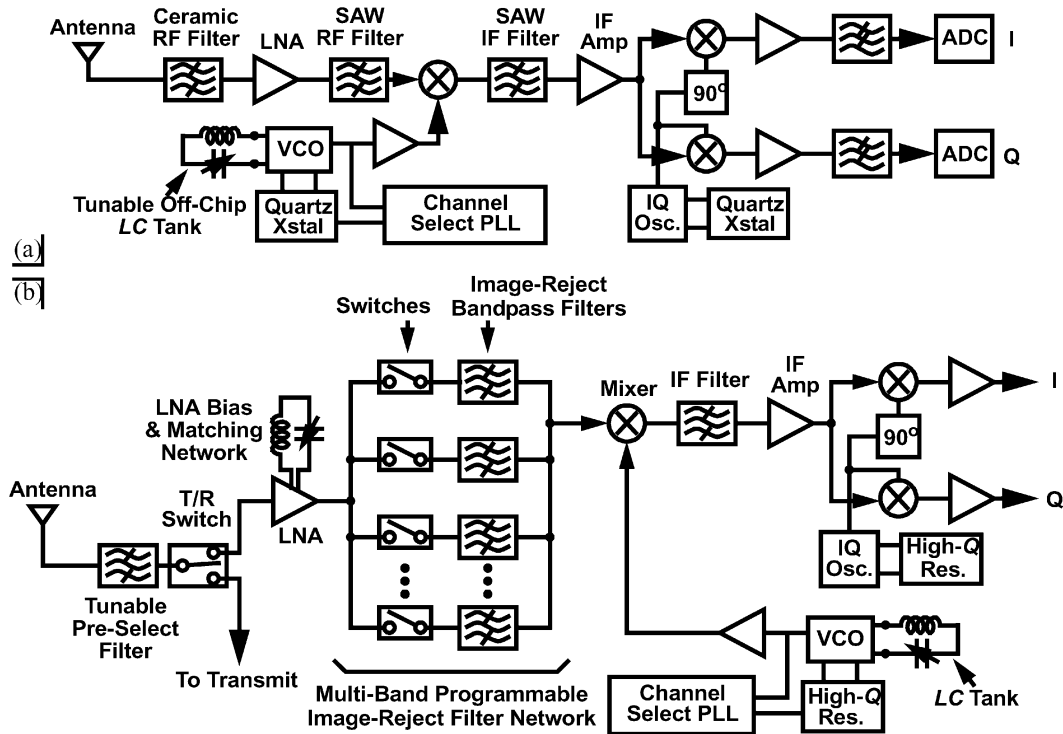 Antenna
Ceramic
RF Filter
LNA
SAW
RF Filter
SAW
IF Filter
IF
Amp
90°
ADC
I
ADC
Q
VCO
Tunable Off-Chip
LC Tank
Quartz
Xstal
Channel
Select PLL
IQ
Osc.
Quartz
Xstal
(a)
(b)
Switches
Image-Reject
Bandpass Filters
LNA Bias
& Matching
Network
Antenna
T/R
Switch
LNA
Tunable
Pre-Select
Filter
To Transmit
Multi-Band Programmable
Image-Reject Filter Network
Mixer
IF Filter
IF
Amp
I
90°
Q
IQ
Osc.
High-Q
Res.
VCO
LC Tank
Channel
Select PLL
High-Q
Res.